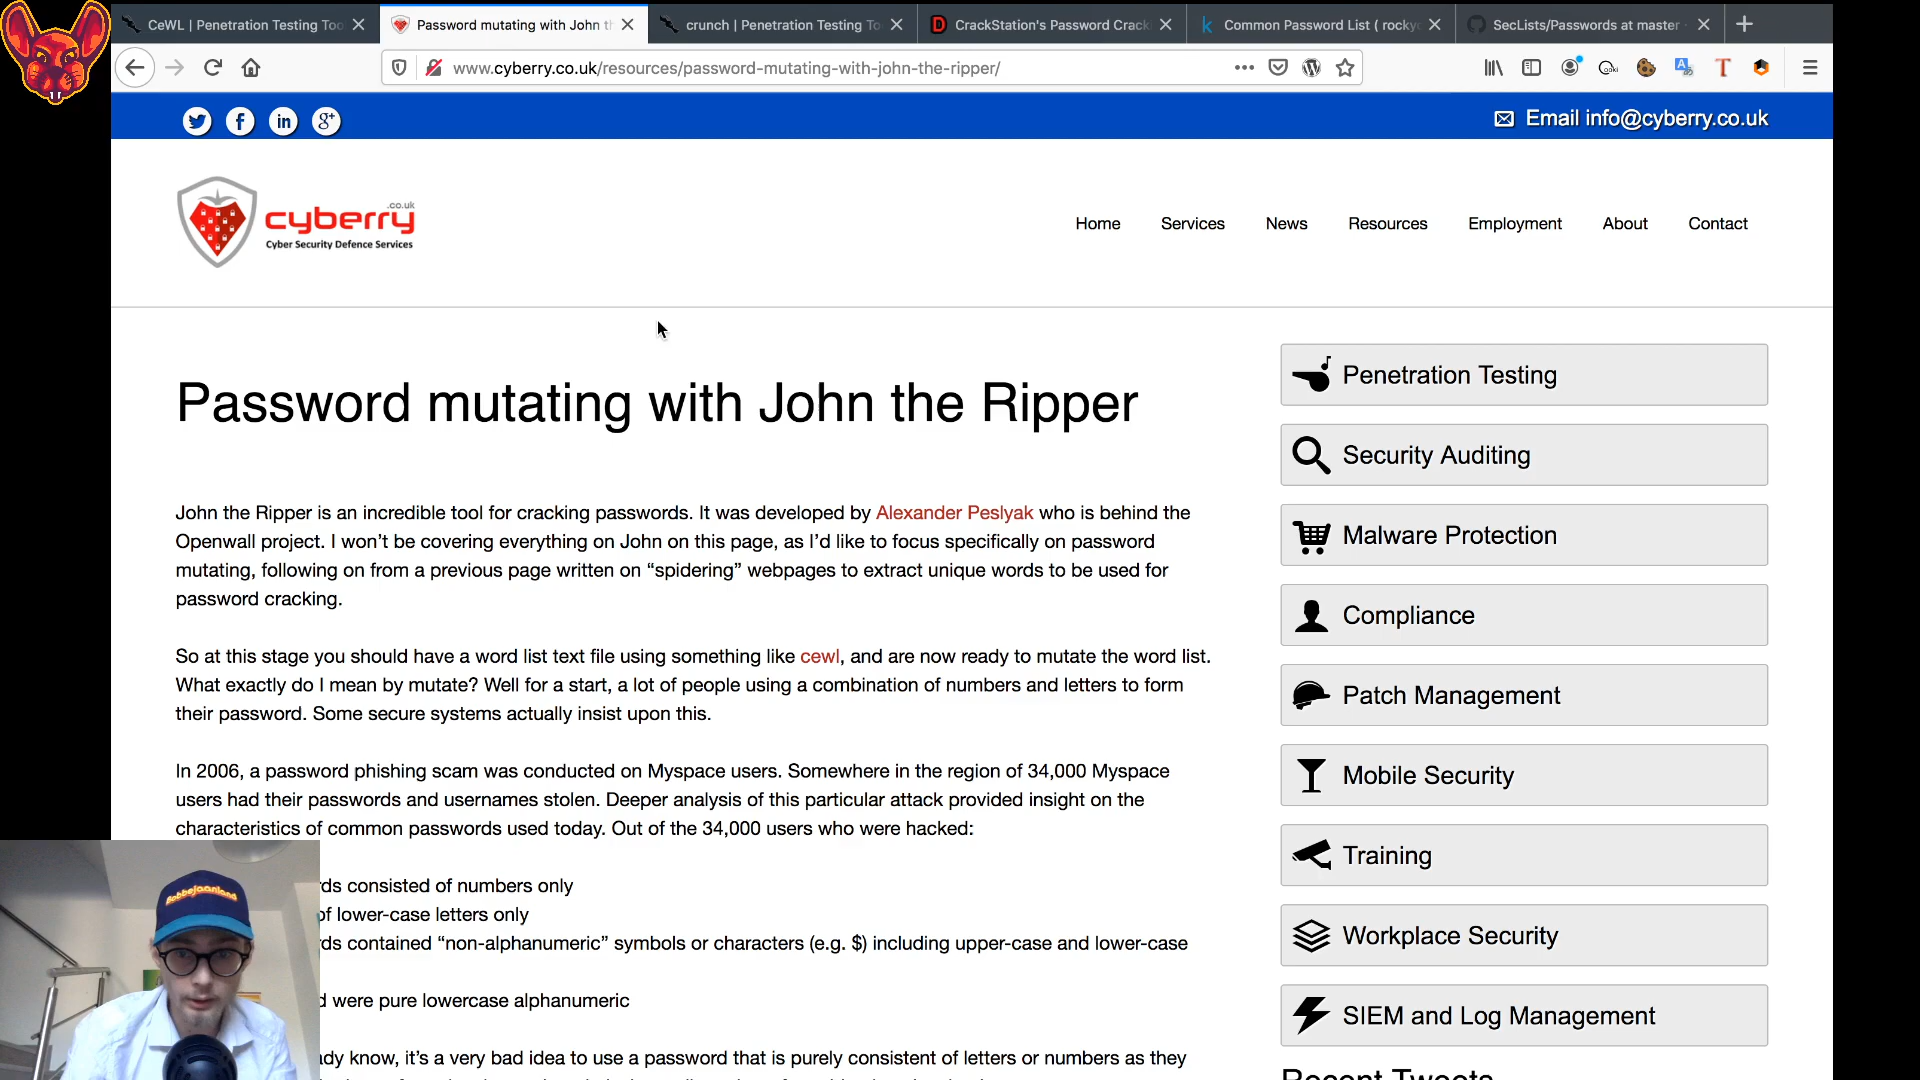 CeWL | Penetration Testing Too
Password mutating with John th
crunch | Penetration Testing To
CrackStation's Password Crack
Common Password List ( rockyo
SecLists/Passwords at master ·
www.cyberry.co.uk/resources/password-mutating-with-john-the-ripper/
Email info@cyberry.co.uk
.co.uk
cyberry
Cyber Security Defence Services
Home
Services
News
Resources
Employment
About
Contact
Password mutating with John the Ripper
John the Ripper is an incredible tool for cracking passwords. It was developed by Alexander Peslyak who is behind the
Openwall project. I won’t be covering everything on John on this page, as I’d like to focus specifically on password
mutating, following on from a previous page written on “spidering” webpages to extract unique words to be used for
password cracking.
So at this stage you should have a word list text file using something like cewl, and are now ready to mutate the word list.
What exactly do I mean by mutate? Well for a start, a lot of people using a combination of numbers and letters to form
their password. Some secure systems actually insist upon this.
In 2006, a password phishing scam was conducted on Myspace users. Somewhere in the region of 34,000 Myspace
users had their passwords and usernames stolen. Deeper analysis of this particular attack provided insight on the
characteristics of common passwords used today. Out of the 34,000 users who were hacked:
rds consisted of numbers only
of lower-case letters only
rds contained “non-alphanumeric” symbols or characters (e.g. $) including upper-case and lower-case
d were pure lowercase alphanumeric
ady know, it’s a very bad idea to use a password that is purely consistent of letters or numbers as they
Penetration Testing
Security Auditing
Malware Protection
Compliance
Patch Management
Mobile Security
Training
Workplace Security
SIEM and Log Management
Recent Tweets
Bobbejaanland